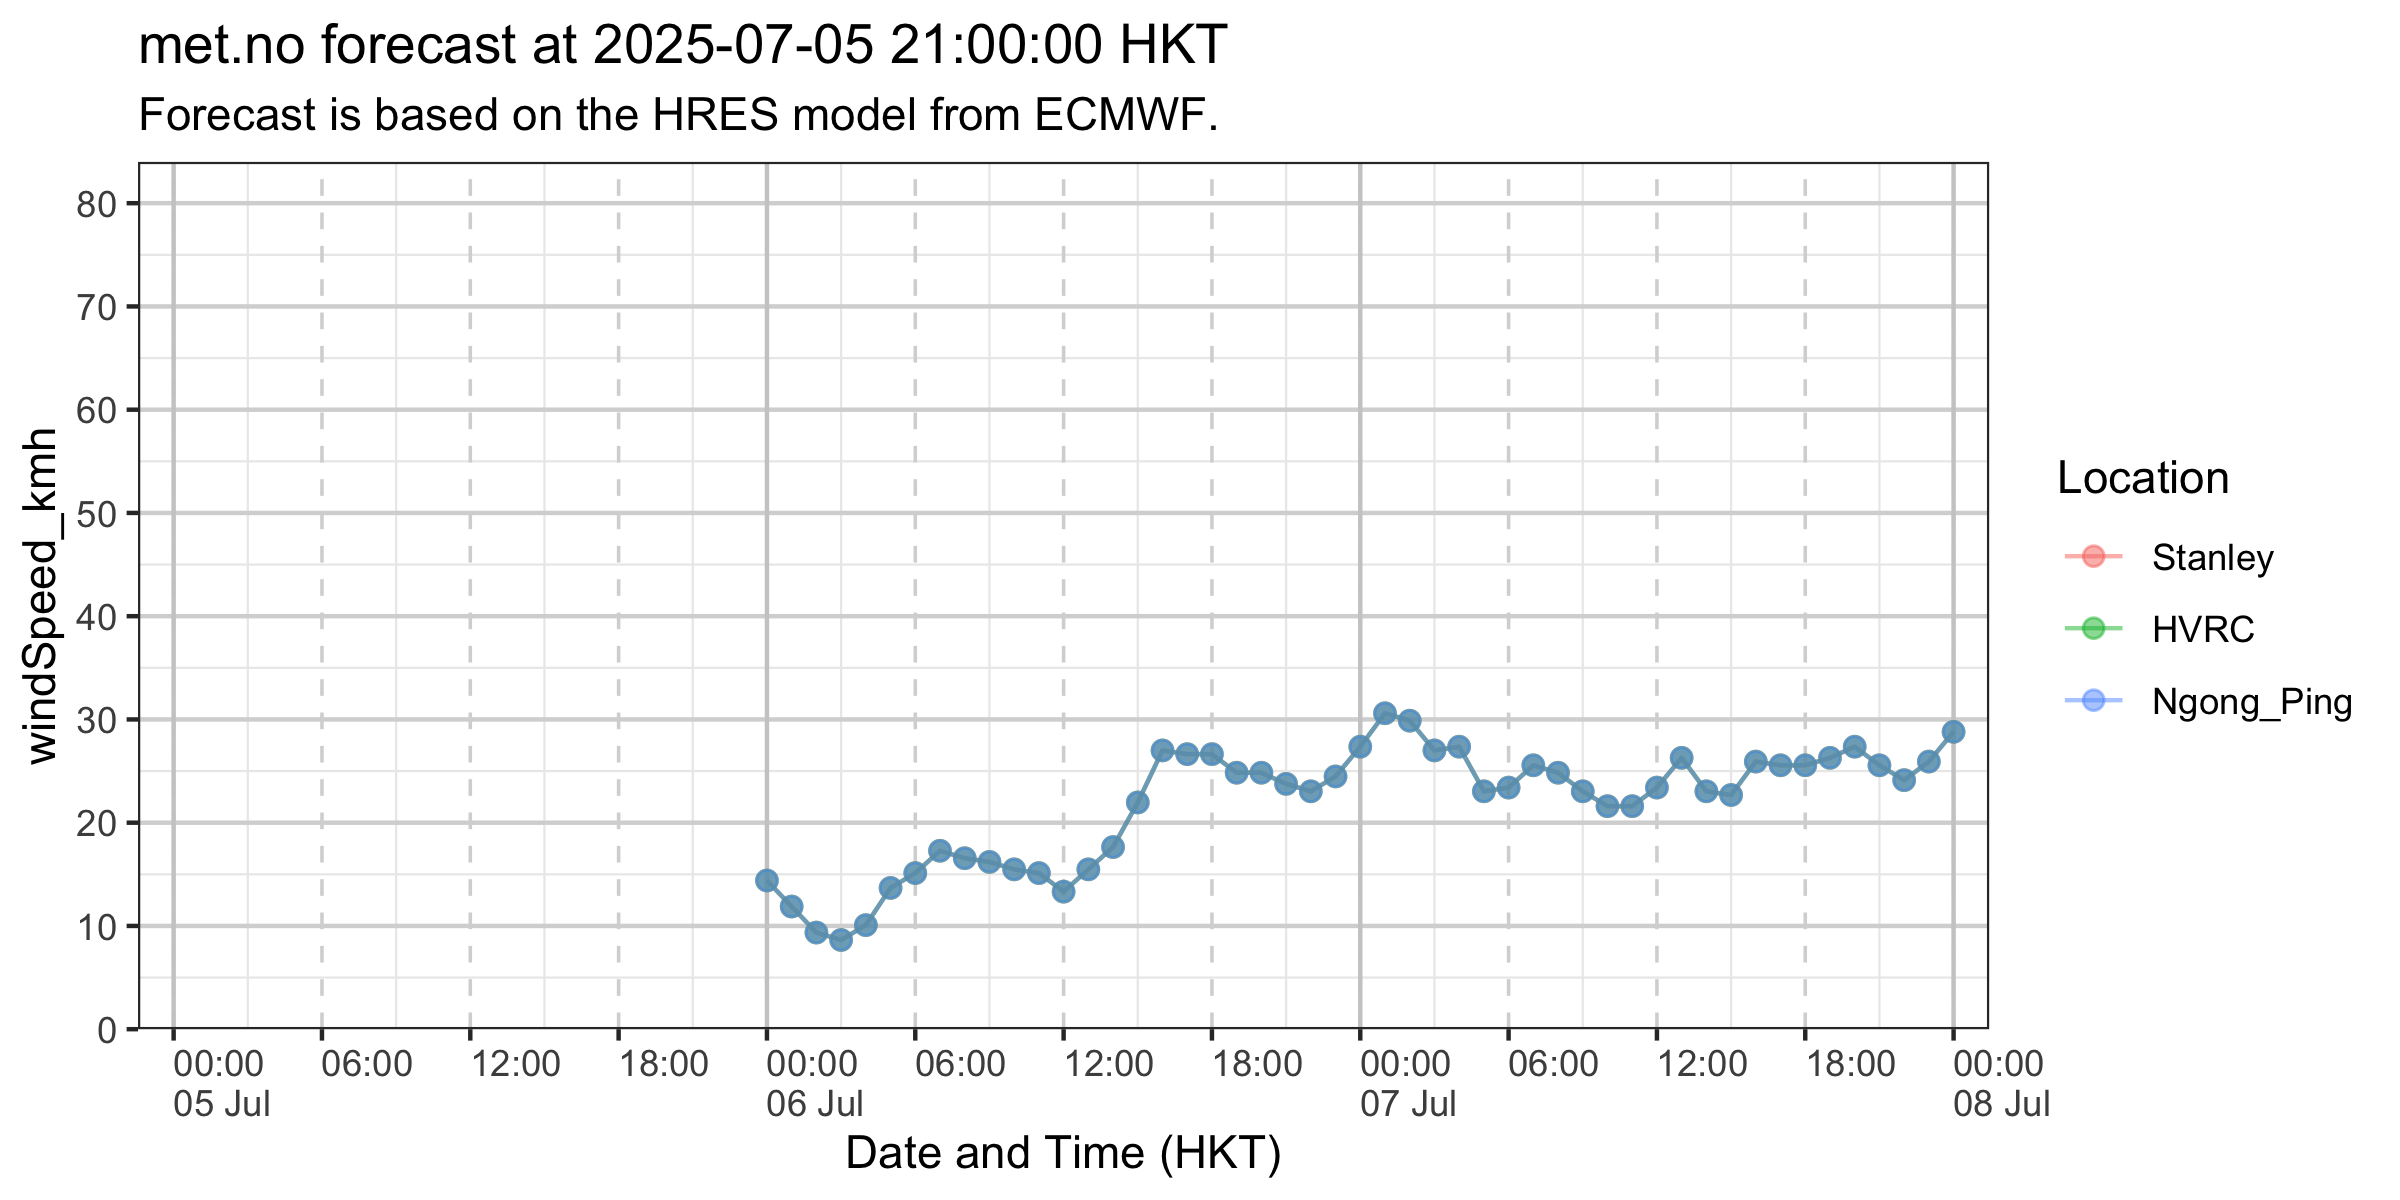 met.no forecast at 2025-07-05 21:00:00 HKT
Forecast is based on the HRES model from ECMWF.
windSpeed_kmh
80
70
60
50
40
30
20
10
0
00:00 06:00 12:00 18:00 00:00 06:00 12:00 18:00 00:00 06:00 12:00 18:00 00:00
05 Jul 06 Jul 07 Jul 08 Jul
Date and Time (HKT)
Location
Stanley
HVRC
Ngong_Ping